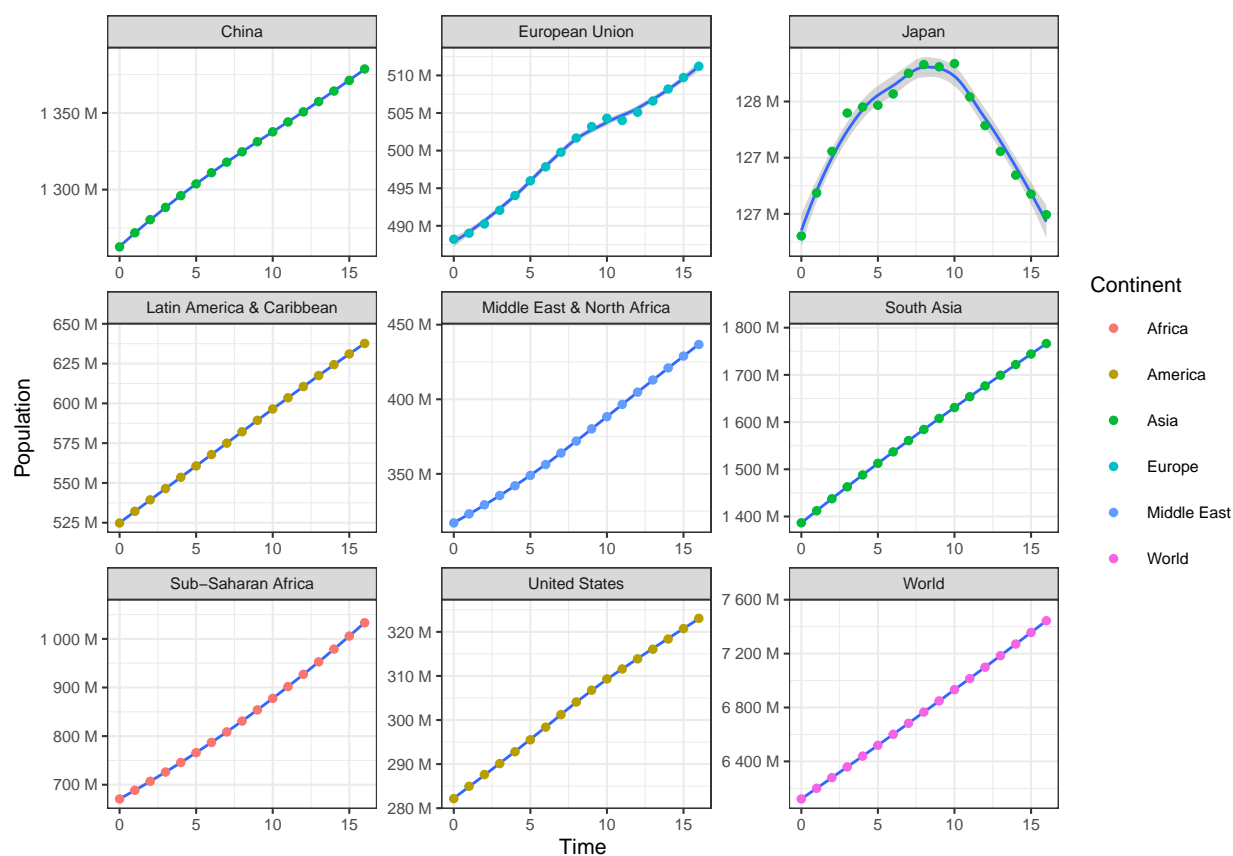 China
European Union
Japan
1 350 M
1 300 M
0 5 10 15
510 M
505 M
500 M
495 M
490 M
0 5 10 15
128 M
127 M
127 M
0 5 10 15
Latin America & Caribbean
Middle East & North Africa
South Asia
650 M
625 M
600 M
575 M
550 M
525 M
0 5 10 15
450 M
400 M
350 M
0 5 10 15
1 800 M
1 700 M
1 600 M
1 500 M
1 400 M
0 5 10 15
Sub−Saharan Africa
United States
World
1 000 M
900 M
800 M
700 M
0 5 10 15
320 M
310 M
300 M
290 M
280 M
0 5 10 15
7 600 M
7 200 M
6 800 M
6 400 M
0 5 10 15
Time
Population
Continent
Africa
America
Asia
Europe
Middle East
World